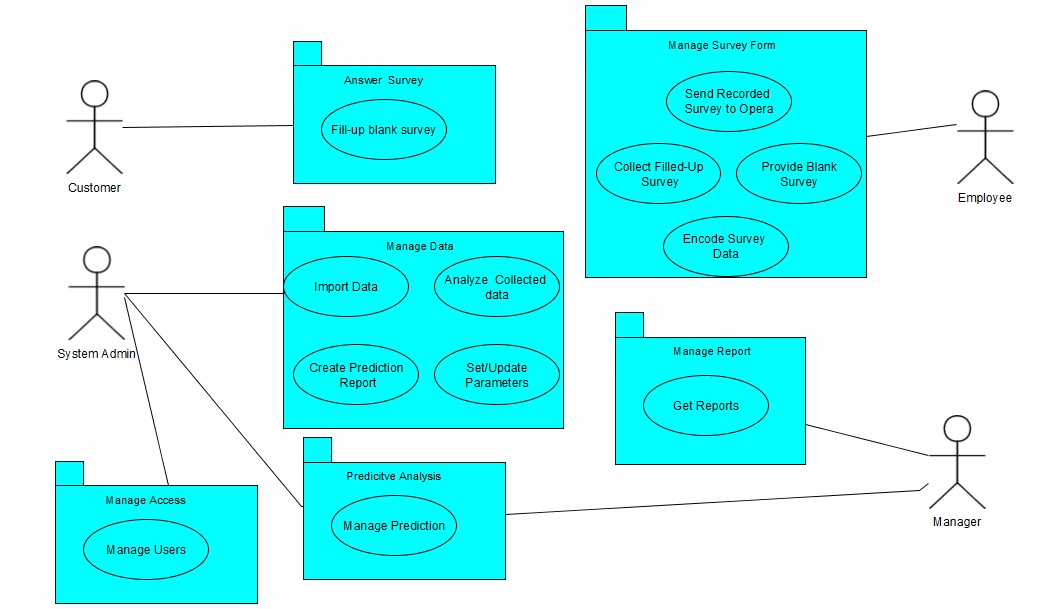 Manage Survey Form
Send Recorded
Survey to Opera
Collect Filled-Up
Survey
Provide Blank
Survey
Encode Survey
Data
Employee
Answer Survey
Fill-up blank survey
Customer
Manage Data
Import Data
Analyze Collected
data
Create Prediction
Report
Set/Update
Parameters
System Admin
Manage Report
Get Reports
Manager
Predicitve Analysis
Manage Prediction
Manage Access
Manage Users